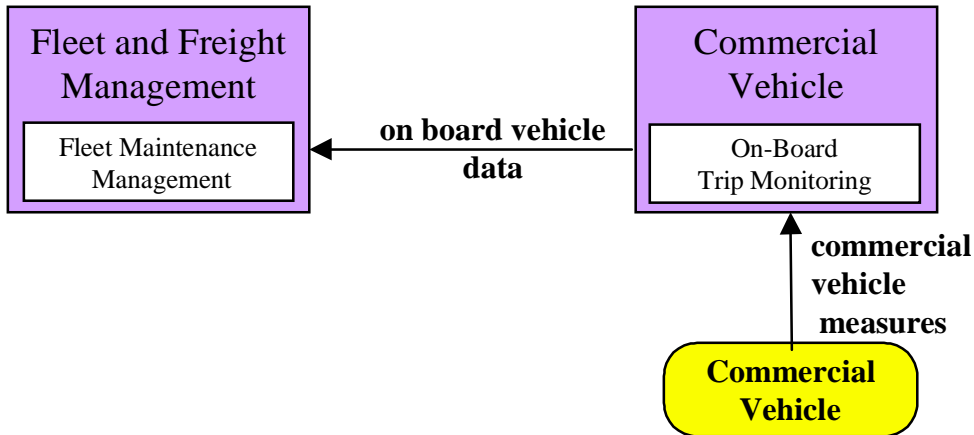 Fleet and Freight
Management
Fleet Maintenance
Management
on board vehicle
data
Commercial
Vehicle
On-Board
Trip Monitoring
commercial
vehicle
measures
Commercial
Vehicle